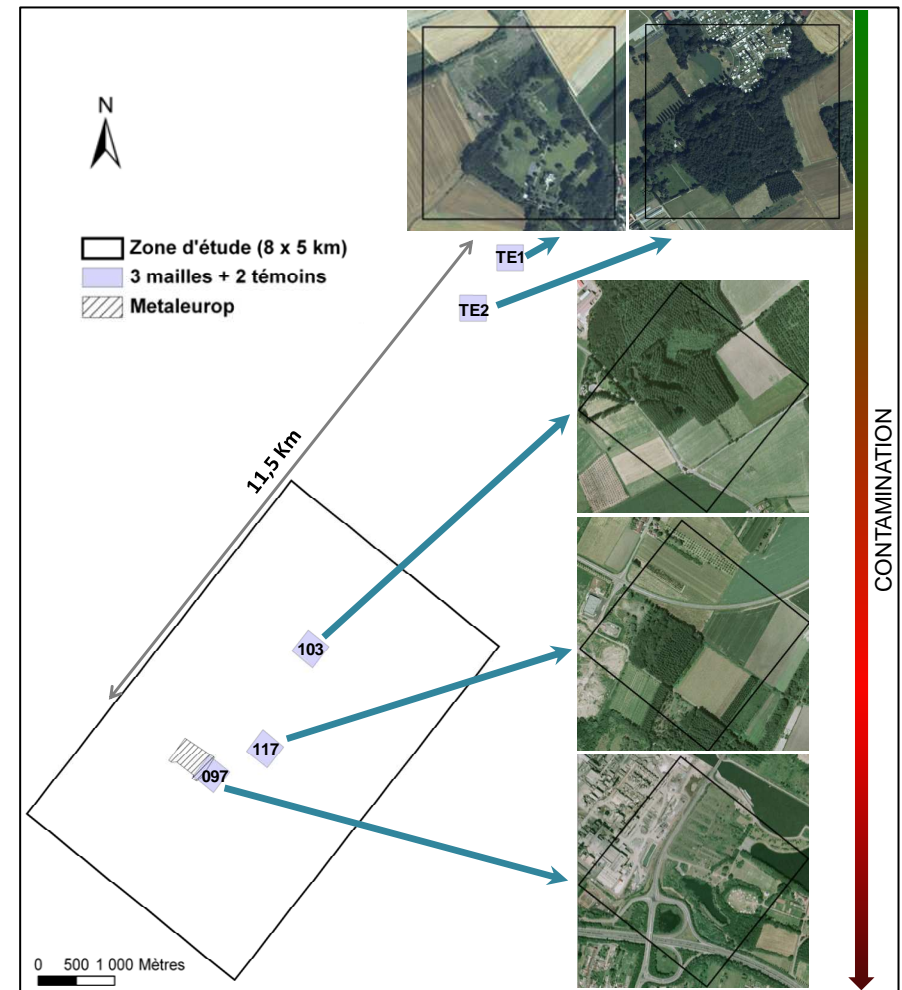 N
Zone d'étude (8 x 5 km)
3 mailles + 2 témoins
Metaleurop
TE1
TE2
11,5 Km
CONTAMINATION
103
117
097
0 500 1 000 Mètres